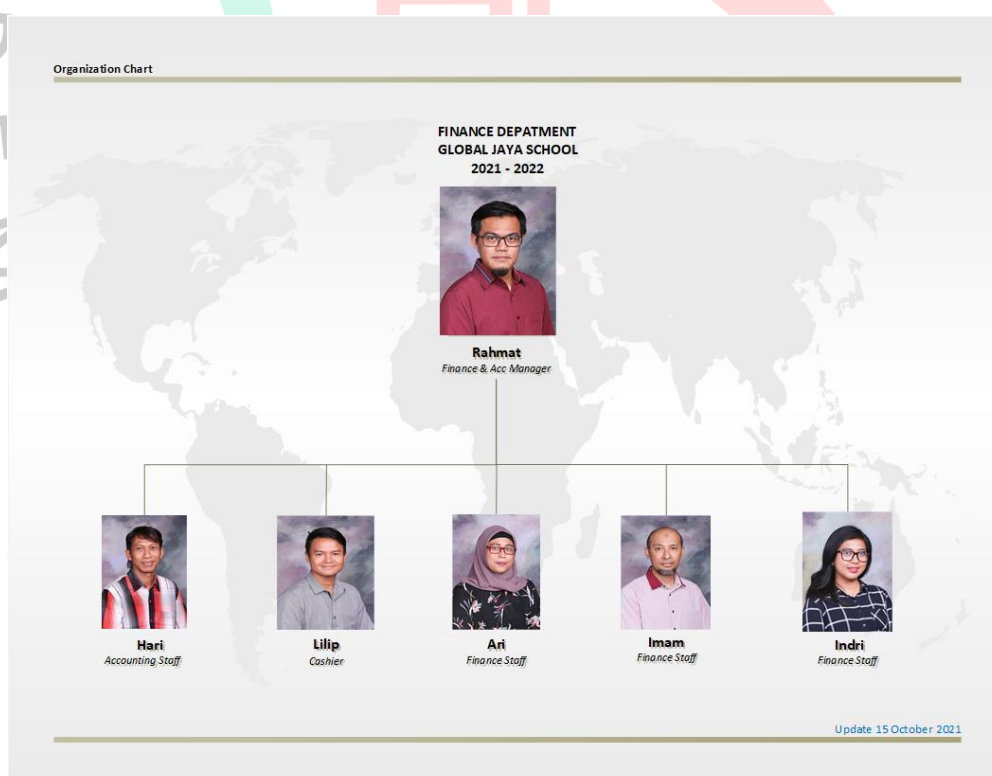 Organization Chart
FINANCE DEPATMENT
GLOBAL JAYA SCHOOL
2021 - 2022
Rahmat
Finance & Acc Manager
Hari
Accounting Staff
Lilip
Cashier
Ari
Finance Staff
Imam
Finance Staff
Indri
Finance Staff
Update 15 October 2021